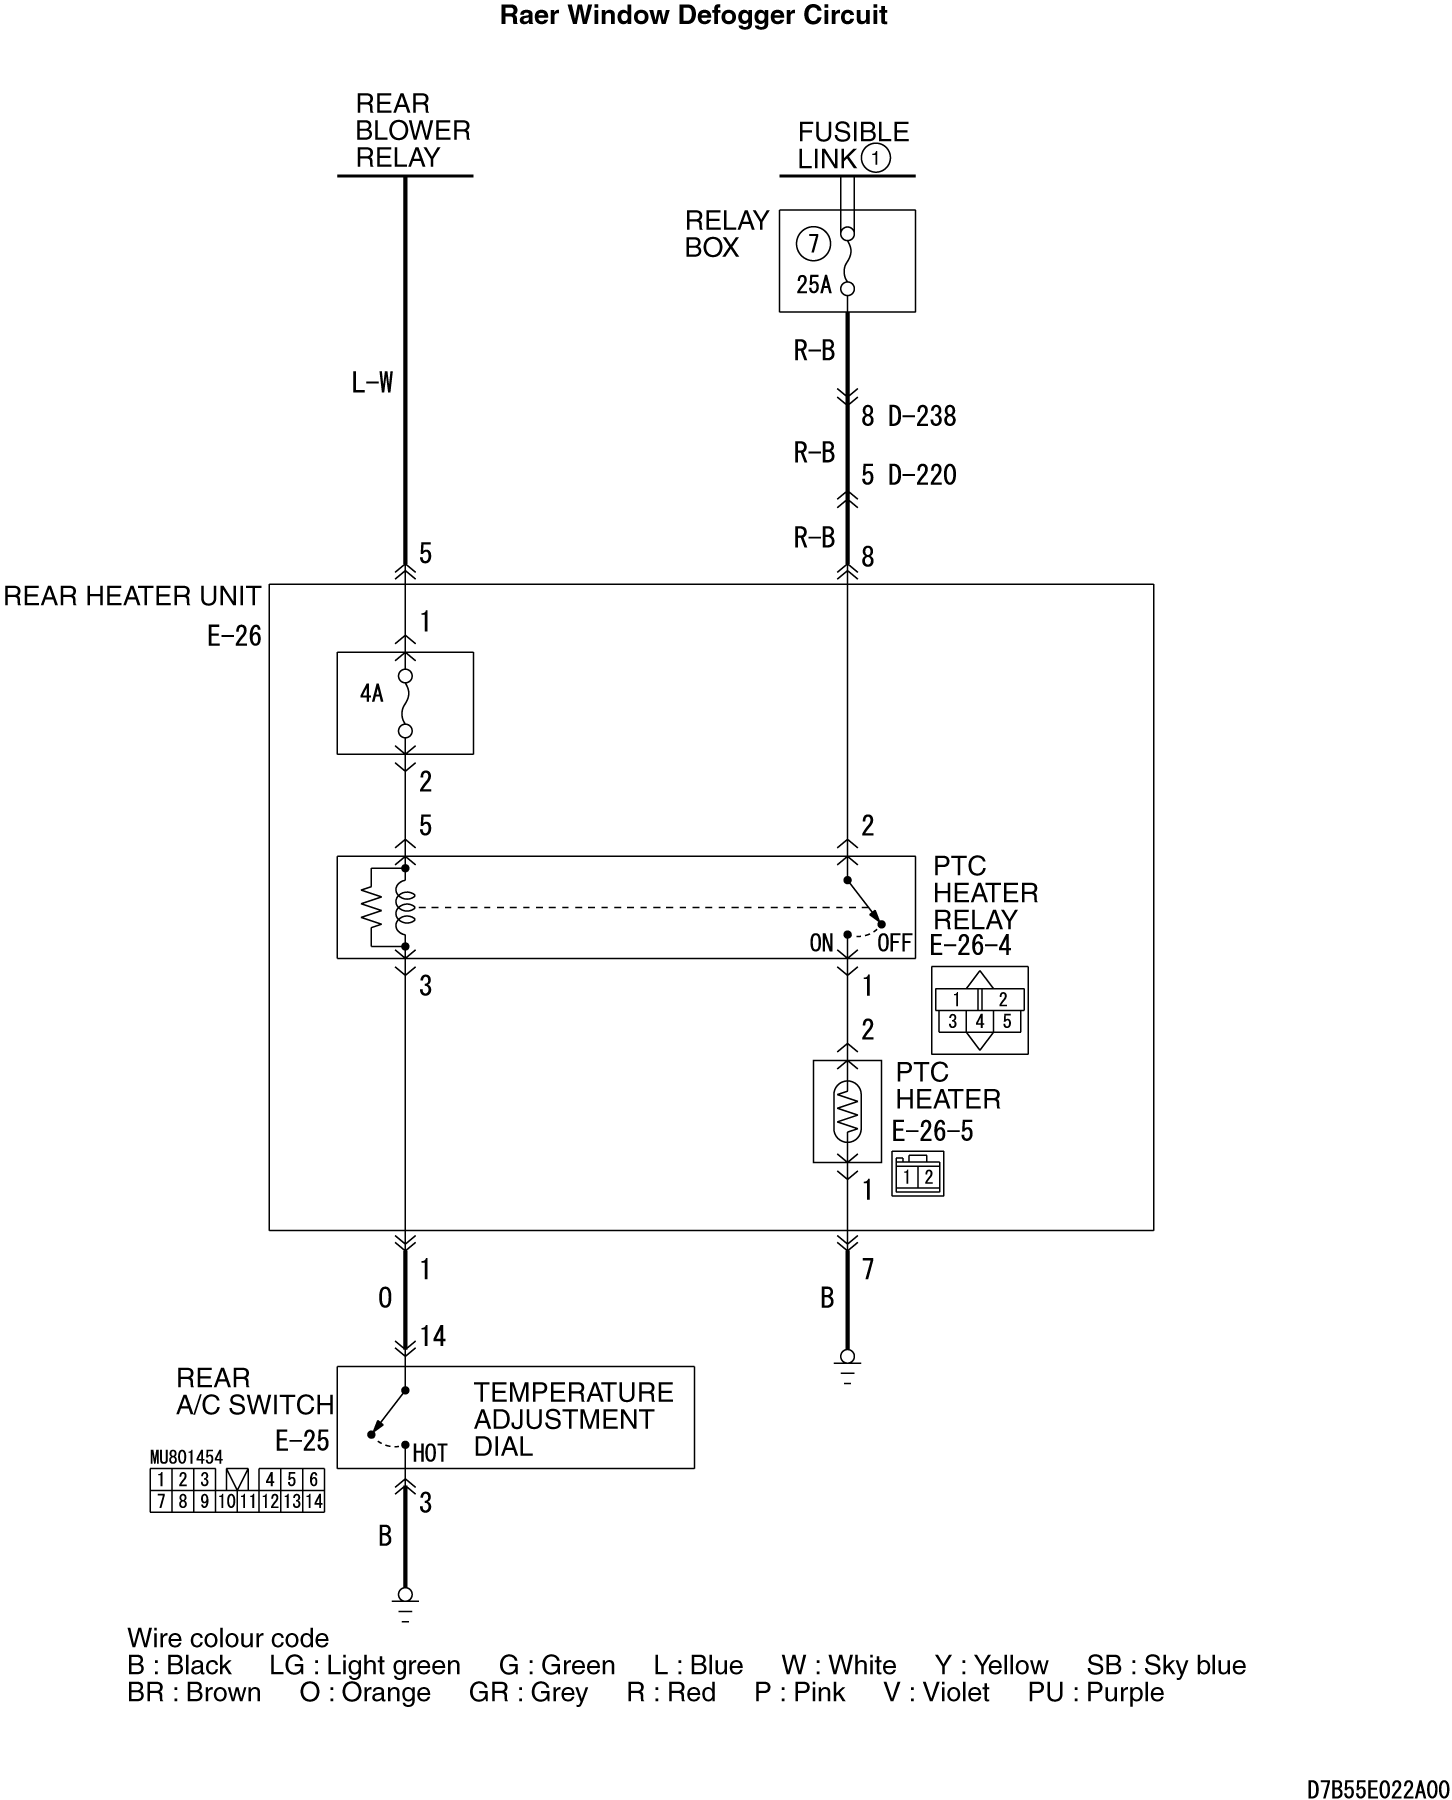 Raer Window Defogger Circuit
REAR
BLOWER
RELAY
FUSIBLE
LINK 1
RELAY
BOX
7
25A
R-B
L-W
8 D-238
R-B
5 D-220
R-B
8
5
REAR HEATER UNIT
E-26
1
4A
2
5
2
PTC
HEATER
RELAY
E-26-4
ON
OFF
3
1
1 2
3 4 5
2
PTC
HEATER
E-26-5
1 2
1
1
7
O
B
14
REAR
A/C SWITCH
E-25
TEMPERATURE
ADJUSTMENT
DIAL
HOT
MU801454
1 2 3 4 5 6
7 8 9 10 11 12 13 14
3
B
Wire colour code
B : Black LG : Light green G : Green L : Blue W : White Y : Yellow SB : Sky blue
BR : Brown O : Orange GR : Grey R : Red P : Pink V : Violet PU : Purple
D7B55E022A00